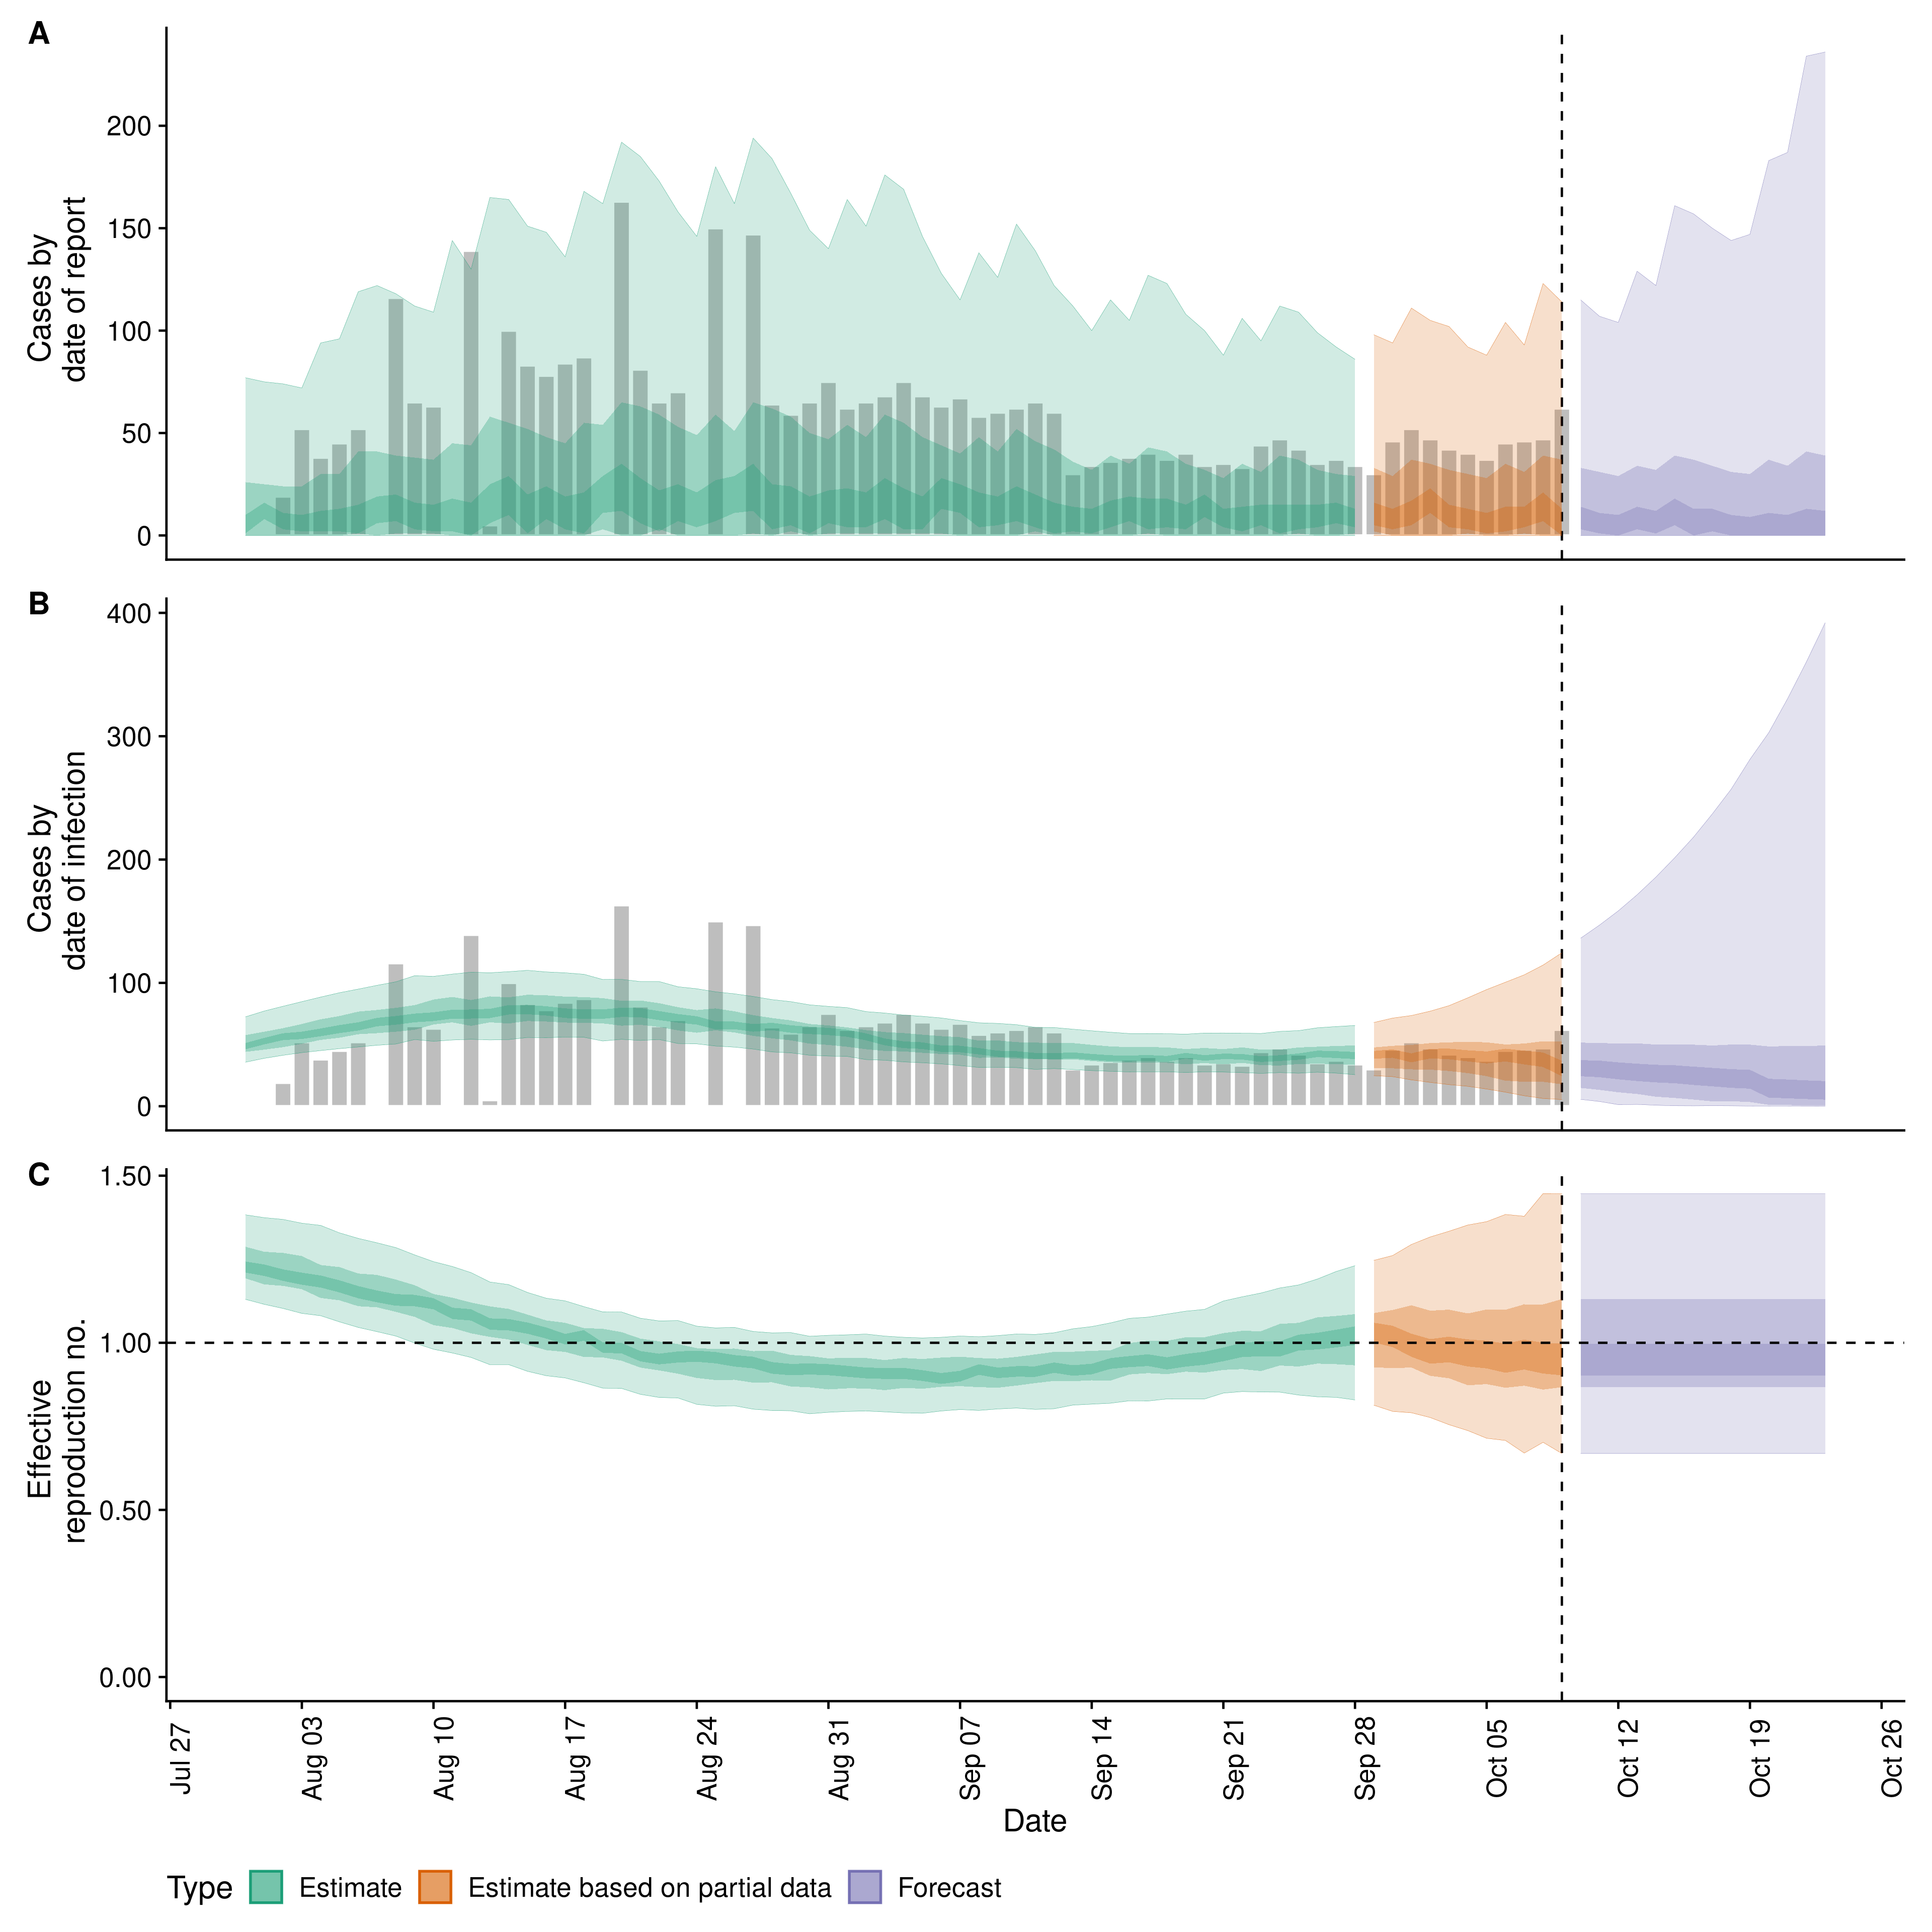 A
Cases by
date of report
200
150
100
50
0
B
Cases by
date of infection
400
300
200
100
0
C
Effective
reproduction no.
1.50
1.00
0.50
0.00
Jul 27
Aug 03
Aug 10
Aug 17
Aug 24
Aug 31
Sep 07
Sep 14
Sep 21
Sep 28
Oct 05
Oct 12
Oct 19
Oct 26
Date
Type Estimate Estimate based on partial data Forecast